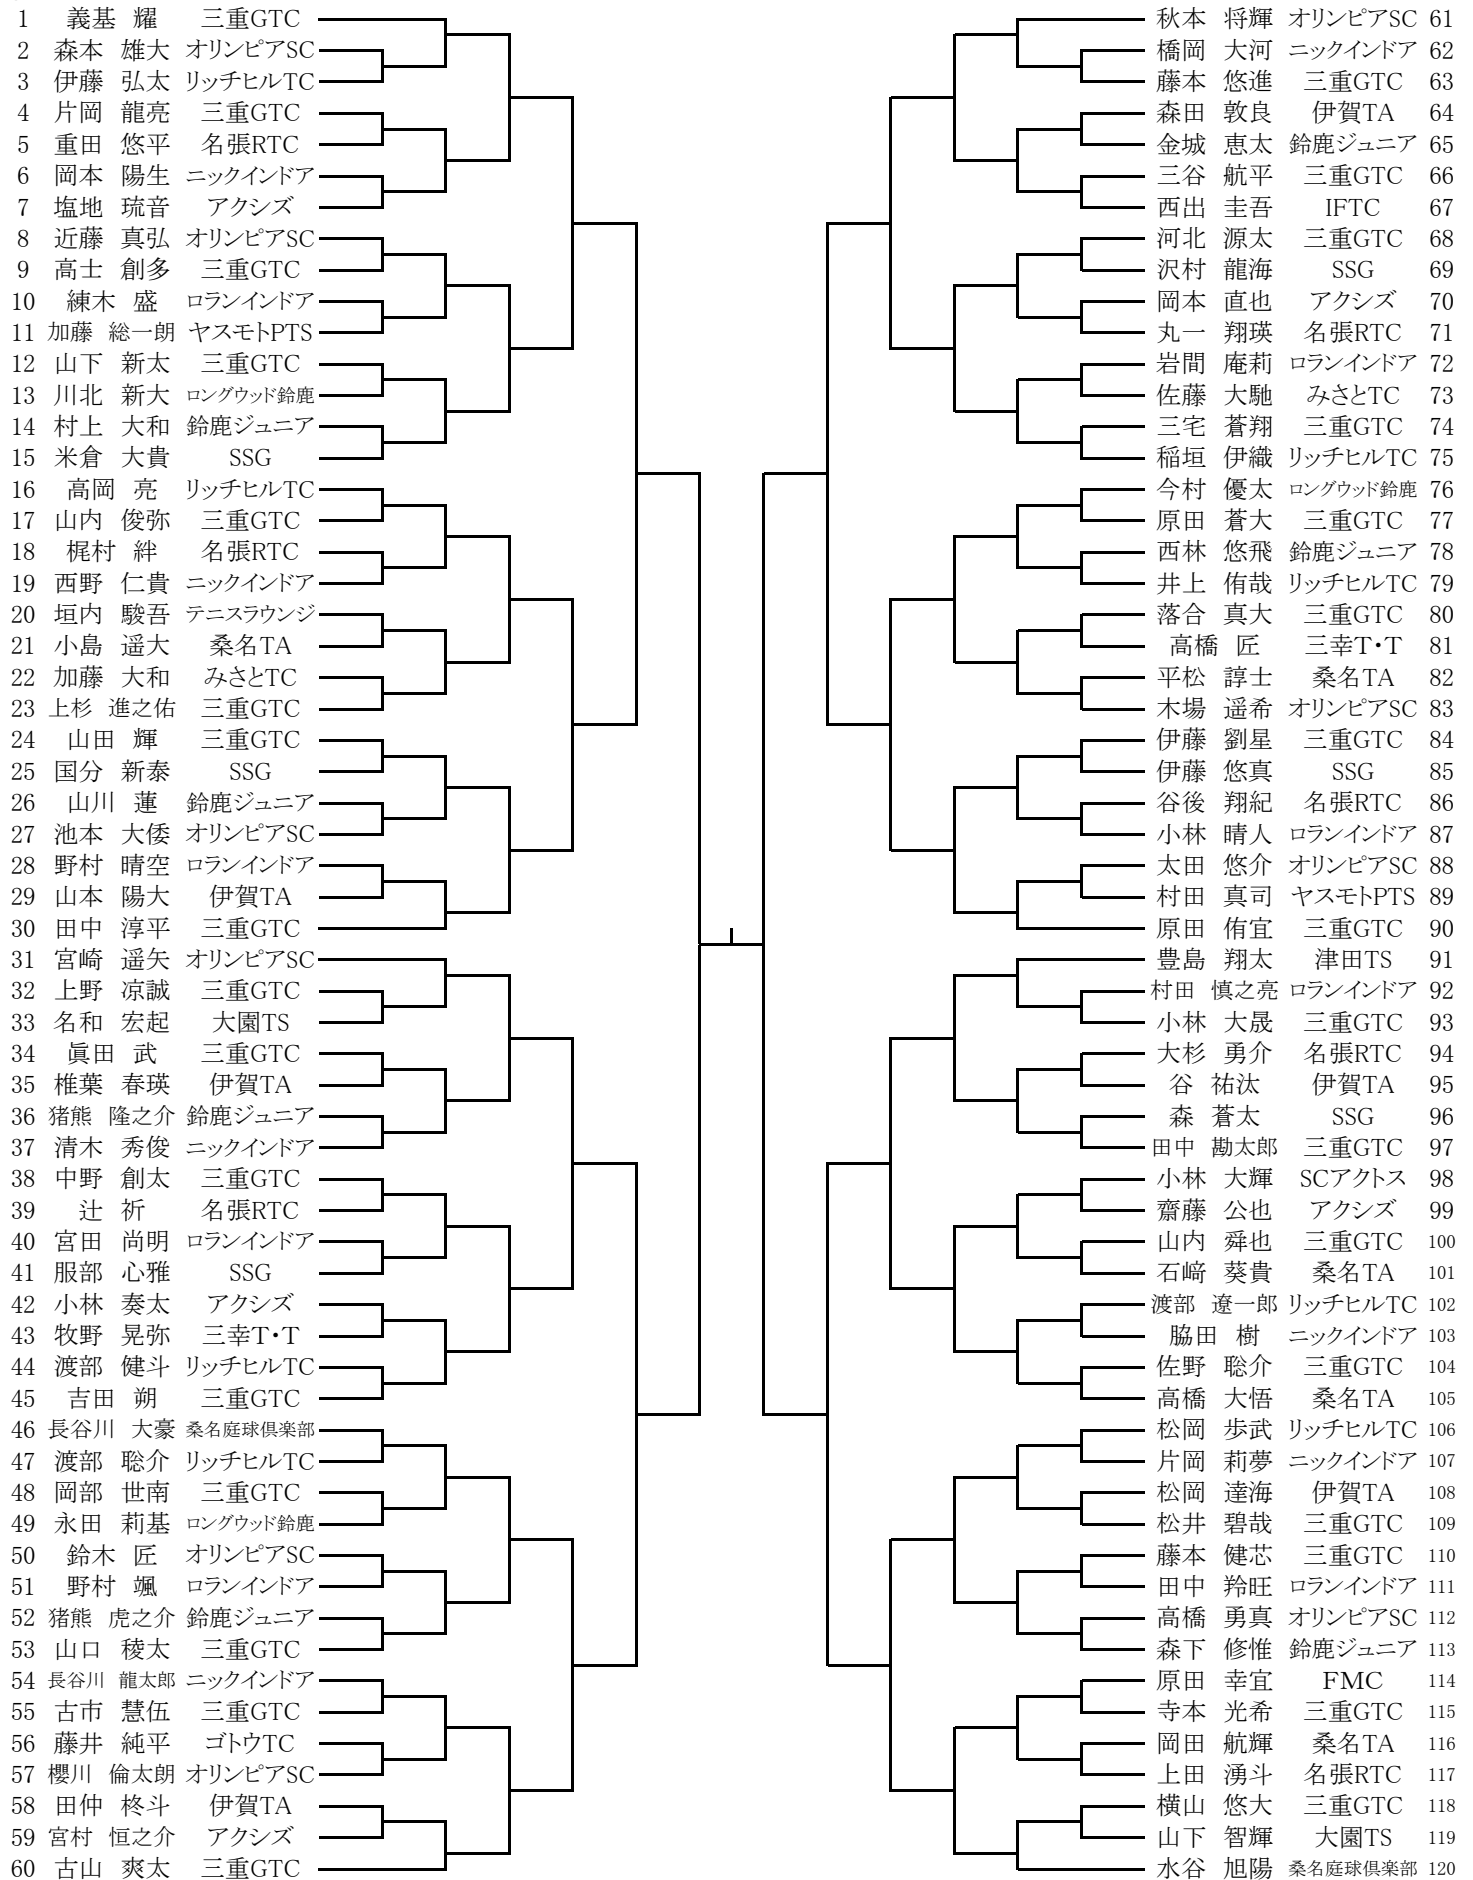 1 義基 耀 三重GTC
2 森本 雄大 オリンピアSC
3 伊藤 弘太 リッチヒルTC
4 片岡 龍亮 三重GTC
5 重田 悠平 名張RTC
6 岡本 陽生 ニックインドア
7 塩地 琉音 アクシズ
8 近藤 真弘 オリンピアSC
9 高士 創多 三重GTC
10 練木 盛 ロランインドア
11 加藤 総一朗 ヤスモトPTS
12 山下 新太 三重GTC
13 川北 新大 ロングウッド鈴鹿
14 村上 大和 鈴鹿ジュニア
15 米倉 大貴 SSG
16 高岡 亮 リッチヒルTC
17 山内 俊弥 三重GTC
18 梶村 絆 名張RTC
19 西野 仁貴 ニックインドア
20 垣内 駿吾 テニスラウンジ
21 小島 遥大 桑名TA
22 加藤 大和 みさとTC
23 上杉 進之佑 三重GTC
24 山田 輝 三重GTC
25 国分 新泰 SSG
26 山川 蓮 鈴鹿ジュニア
27 池本 大倭 オリンピアSC
28 野村 晴空 ロランインドア
29 山本 陽大 伊賀TA
30 田中 淳平 三重GTC
31 宮崎 遥矢 オリンピアSC
32 上野 凉誠 三重GTC
33 名和 宏起 大園TS
34 眞田 武 三重GTC
35 椎葉 春瑛 伊賀TA
36 猪熊 隆之介 鈴鹿ジュニア
37 清木 秀俊 ニックインドア
38 中野 創太 三重GTC
39 辻 祈 名張RTC
40 宮田 尚明 ロランインドア
41 服部 心雅 SSG
42 小林 奏太 アクシズ
43 牧野 晃弥 三幸T・T
44 渡部 健斗 リッチヒルTC
45 吉田 朔 三重GTC
46 長谷川 大豪 桑名庭球倶楽部
47 渡部 聡介 リッチヒルTC
48 岡部 世南 三重GTC
49 永田 莉基 ロングウッド鈴鹿
50 鈴木 匠 オリンピアSC
51 野村 颯 ロランインドア
52 猪熊 虎之介 鈴鹿ジュニア
53 山口 稜太 三重GTC
54 長谷川 龍太郎 ニックインドア
55 古市 慧伍 三重GTC
56 藤井 純平 ゴトウTC
57 櫻川 倫太朗 オリンピアSC
58 田仲 柊斗 伊賀TA
59 宮村 恒之介 アクシズ
60 古山 爽太 三重GTC
秋本 将輝 オリンピアSC 61
橋岡 大河 ニックインドア 62
藤本 悠進 三重GTC 63
森田 敦良 伊賀TA 64
金城 恵太 鈴鹿ジュニア 65
三谷 航平 三重GTC 66
西出 圭吾 IFTC 67
河北 源太 三重GTC 68
沢村 龍海 SSG 69
岡本 直也 アクシズ 70
丸一 翔瑛 名張RTC 71
岩間 庵莉 ロランインドア 72
佐藤 大馳 みさとTC 73
三宅 蒼翔 三重GTC 74
稲垣 伊織 リッチヒルTC 75
今村 優太 ロングウッド鈴鹿 76
原田 蒼大 三重GTC 77
西林 悠飛 鈴鹿ジュニア 78
井上 侑哉 リッチヒルTC 79
落合 真大 三重GTC 80
高橋 匠 三幸T・T 81
平松 諄士 桑名TA 82
木場 遥希 オリンピアSC 83
伊藤 劉星 三重GTC 84
伊藤 悠真 SSG 85
谷後 翔紀 名張RTC 86
小林 晴人 ロランインドア 87
太田 悠介 オリンピアSC 88
村田 真司 ヤスモトPTS 89
原田 侑宜 三重GTC 90
豊島 翔太 津田TS 91
村田 慎之亮 ロランインドア 92
小林 大晟 三重GTC 93
大杉 勇介 名張RTC 94
谷 祐汰 伊賀TA 95
森 蒼太 SSG 96
田中 勘太郎 三重GTC 97
小林 大輝 SCアクトス 98
齋藤 公也 アクシズ 99
山内 舜也 三重GTC 100
石﨑 葵貴 桑名TA 101
渡部 遼一郎 リッチヒルTC 102
脇田 樹 ニックインドア 103
佐野 聡介 三重GTC 104
高橋 大悟 桑名TA 105
松岡 歩武 リッチヒルTC 106
片岡 莉夢 ニックインドア 107
松岡 達海 伊賀TA 108
松井 碧哉 三重GTC 109
藤本 健芯 三重GTC 110
田中 羚旺 ロランインドア 111
高橋 勇真 オリンピアSC 112
森下 修惟 鈴鹿ジュニア 113
原田 幸宜 FMC 114
寺本 光希 三重GTC 115
岡田 航輝 桑名TA 116
上田 湧斗 名張RTC 117
横山 悠大 三重GTC 118
山下 智輝 大園TS 119
水谷 旭陽 桑名庭球倶楽部 120